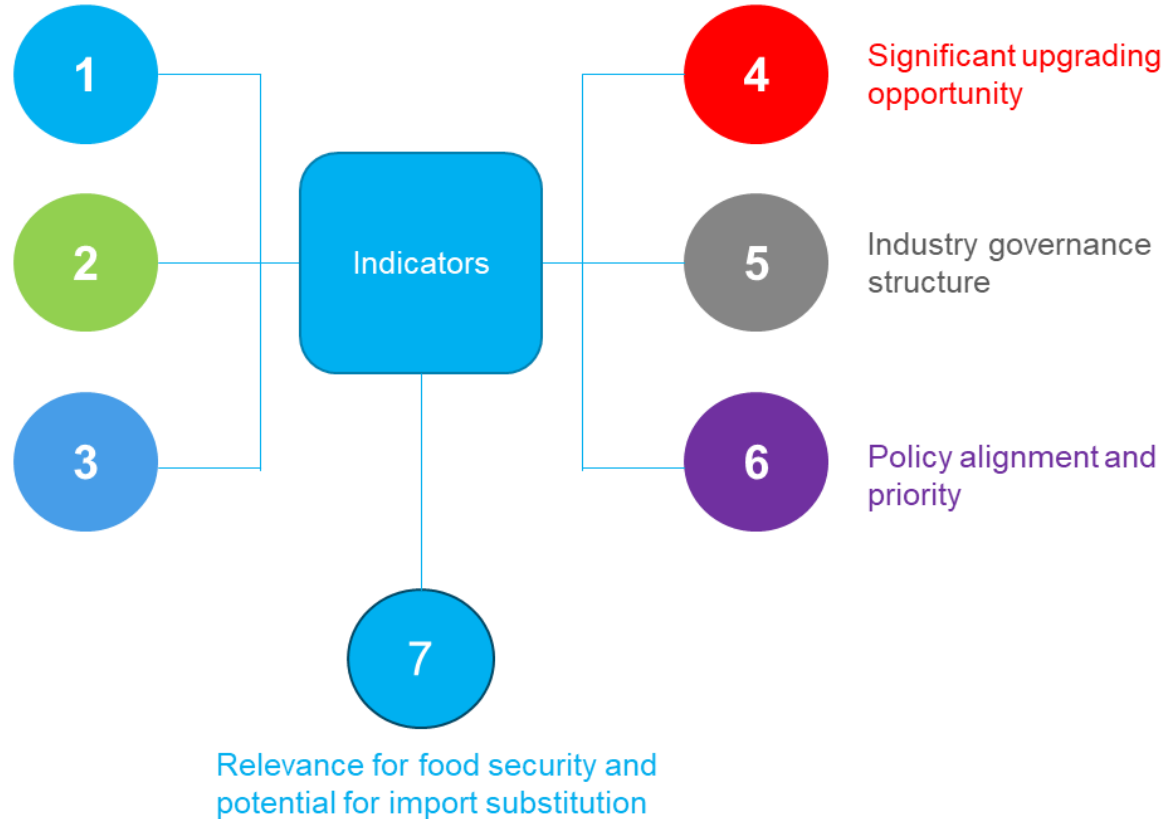 1
4
Significant upgrading
opportunity
2
Indicators
5
Industry governance
structure
3
6
Policy alignment and
priority
7
Relevance for food security and
potential for import substitution